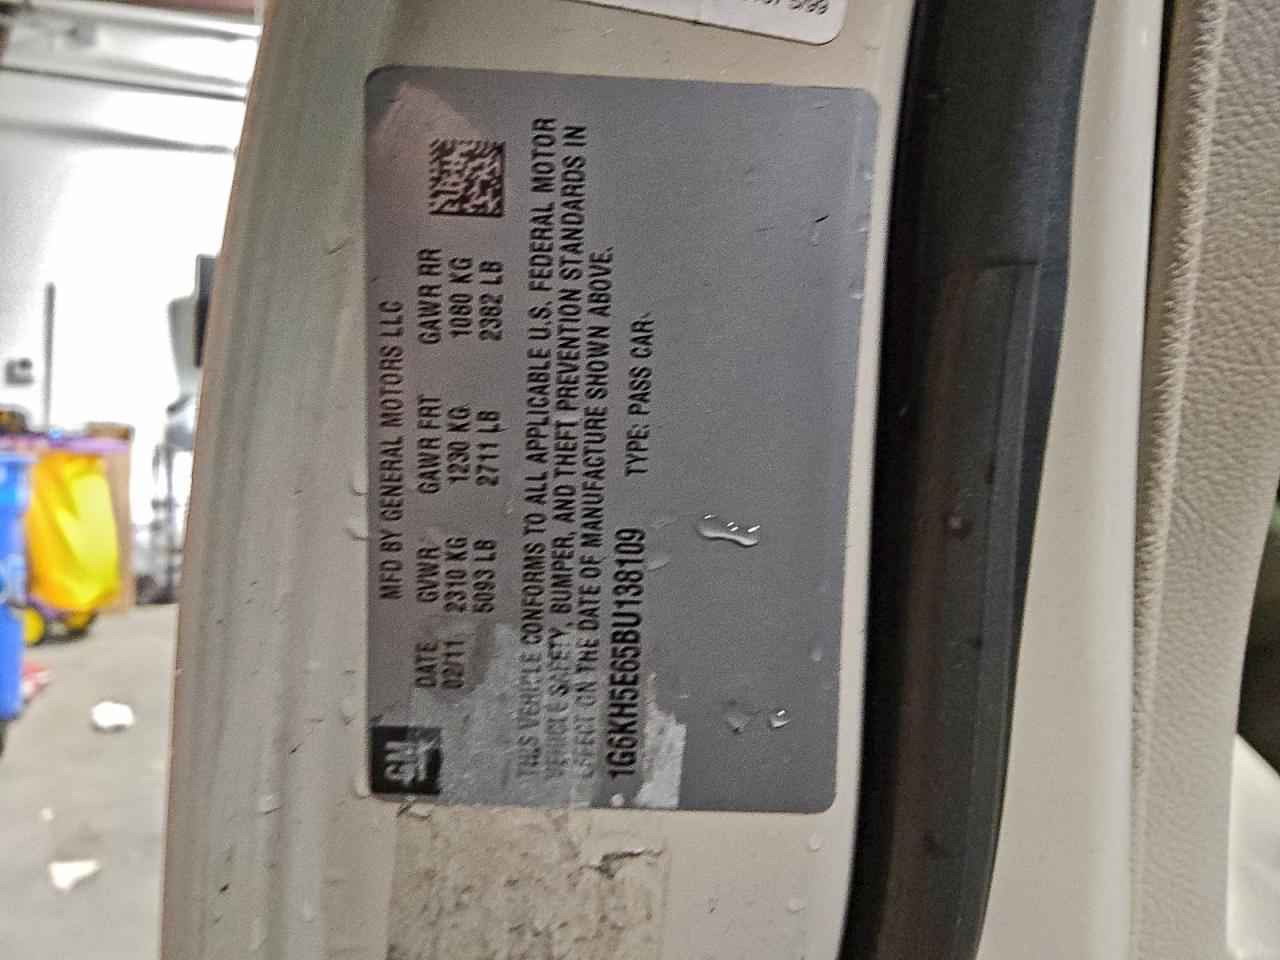 GM
MFD BY GENERAL MOTORS LLC
DATE GVWR GAWR FRT GAWR RR
02/11 2310 KG 1230 KG 1080 KG
5093 LB 2711 LB 2382 LB
THIS VEHICLE CONFORMS TO ALL APPLICABLE U.S. FEDERAL MOTOR
VEHICLE SAFETY, BUMPER, AND THEFT PREVENTION STANDARDS IN
EFFECT ON THE DATE OF MANUFACTURE SHOWN ABOVE.
1G6KH5E65BU138109 TYPE: PASS CAR